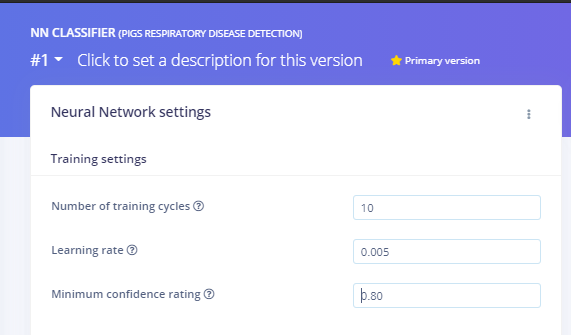 NN CLASSIFIER (PIGS RESPIRATORY DISEASE DETECTION)
#1 Click to set a description for this version Primary version
Neural Network settings
Training settings
Number of training cycles 10
Learning rate 0.005
Minimum confidence rating 0.80